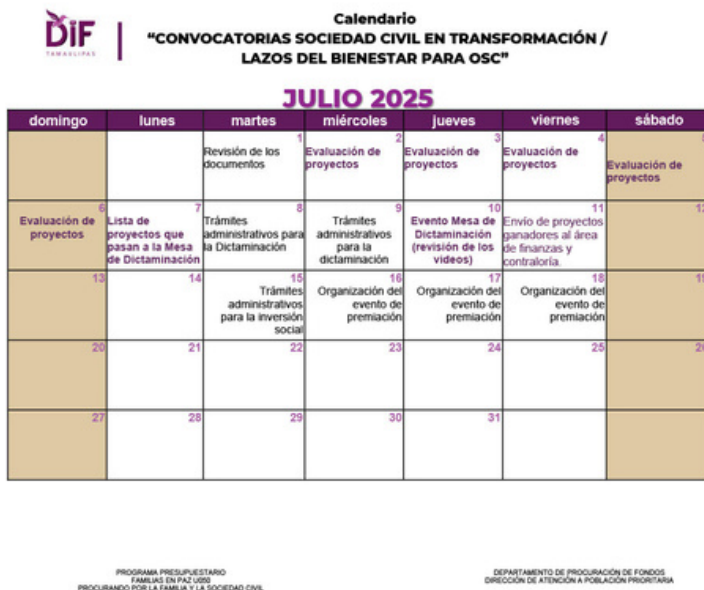 DIF
TAMAULIPAS
Calendario
“CONVOCATORIAS SOCIEDAD CIVIL EN TRANSFORMACIÓN /
LAZOS DEL BIENESTAR PARA OSC”
JULIO 2025
domingo lunes martes miércoles jueves viernes sábado
1
Revisión de los
documentos
2
Evaluación de
proyectos
3
Evaluación de
proyectos
4
Evaluación de
proyectos
Evaluación de
proyectos
6
Evaluación de
proyectos
7
Lista de
proyectos que
pasan a la Mesa
de Dictaminación
8
Trámites
administrativos para
la Dictaminación
9
Trámites
administrativos
para la
dictaminación
10
Evento Mesa de
Dictaminación
(revisión de los
videos)
11
Envío de proyectos
ganadores al área
de finanzas y
contraloría.
12
13
14
15
Trámites
administrativos
para la inversión
social
16
Organización del
evento de
premiación
17
Organización del
evento de
premiación
18
Organización del
evento de
premiación
19
20
21
22
23
24
25
26
27
28
29
30
31
PROGRAMA PRESUPUESTARIO
FAMILIAS EN PAZ U050
PROCURANDO POR LA FAMILIA Y LA SOCIEDAD CIVIL
DEPARTAMENTO DE PROCURACIÓN DE FONDOS
DIRECCIÓN DE ATENCIÓN A POBLACIÓN PRIORITARIA